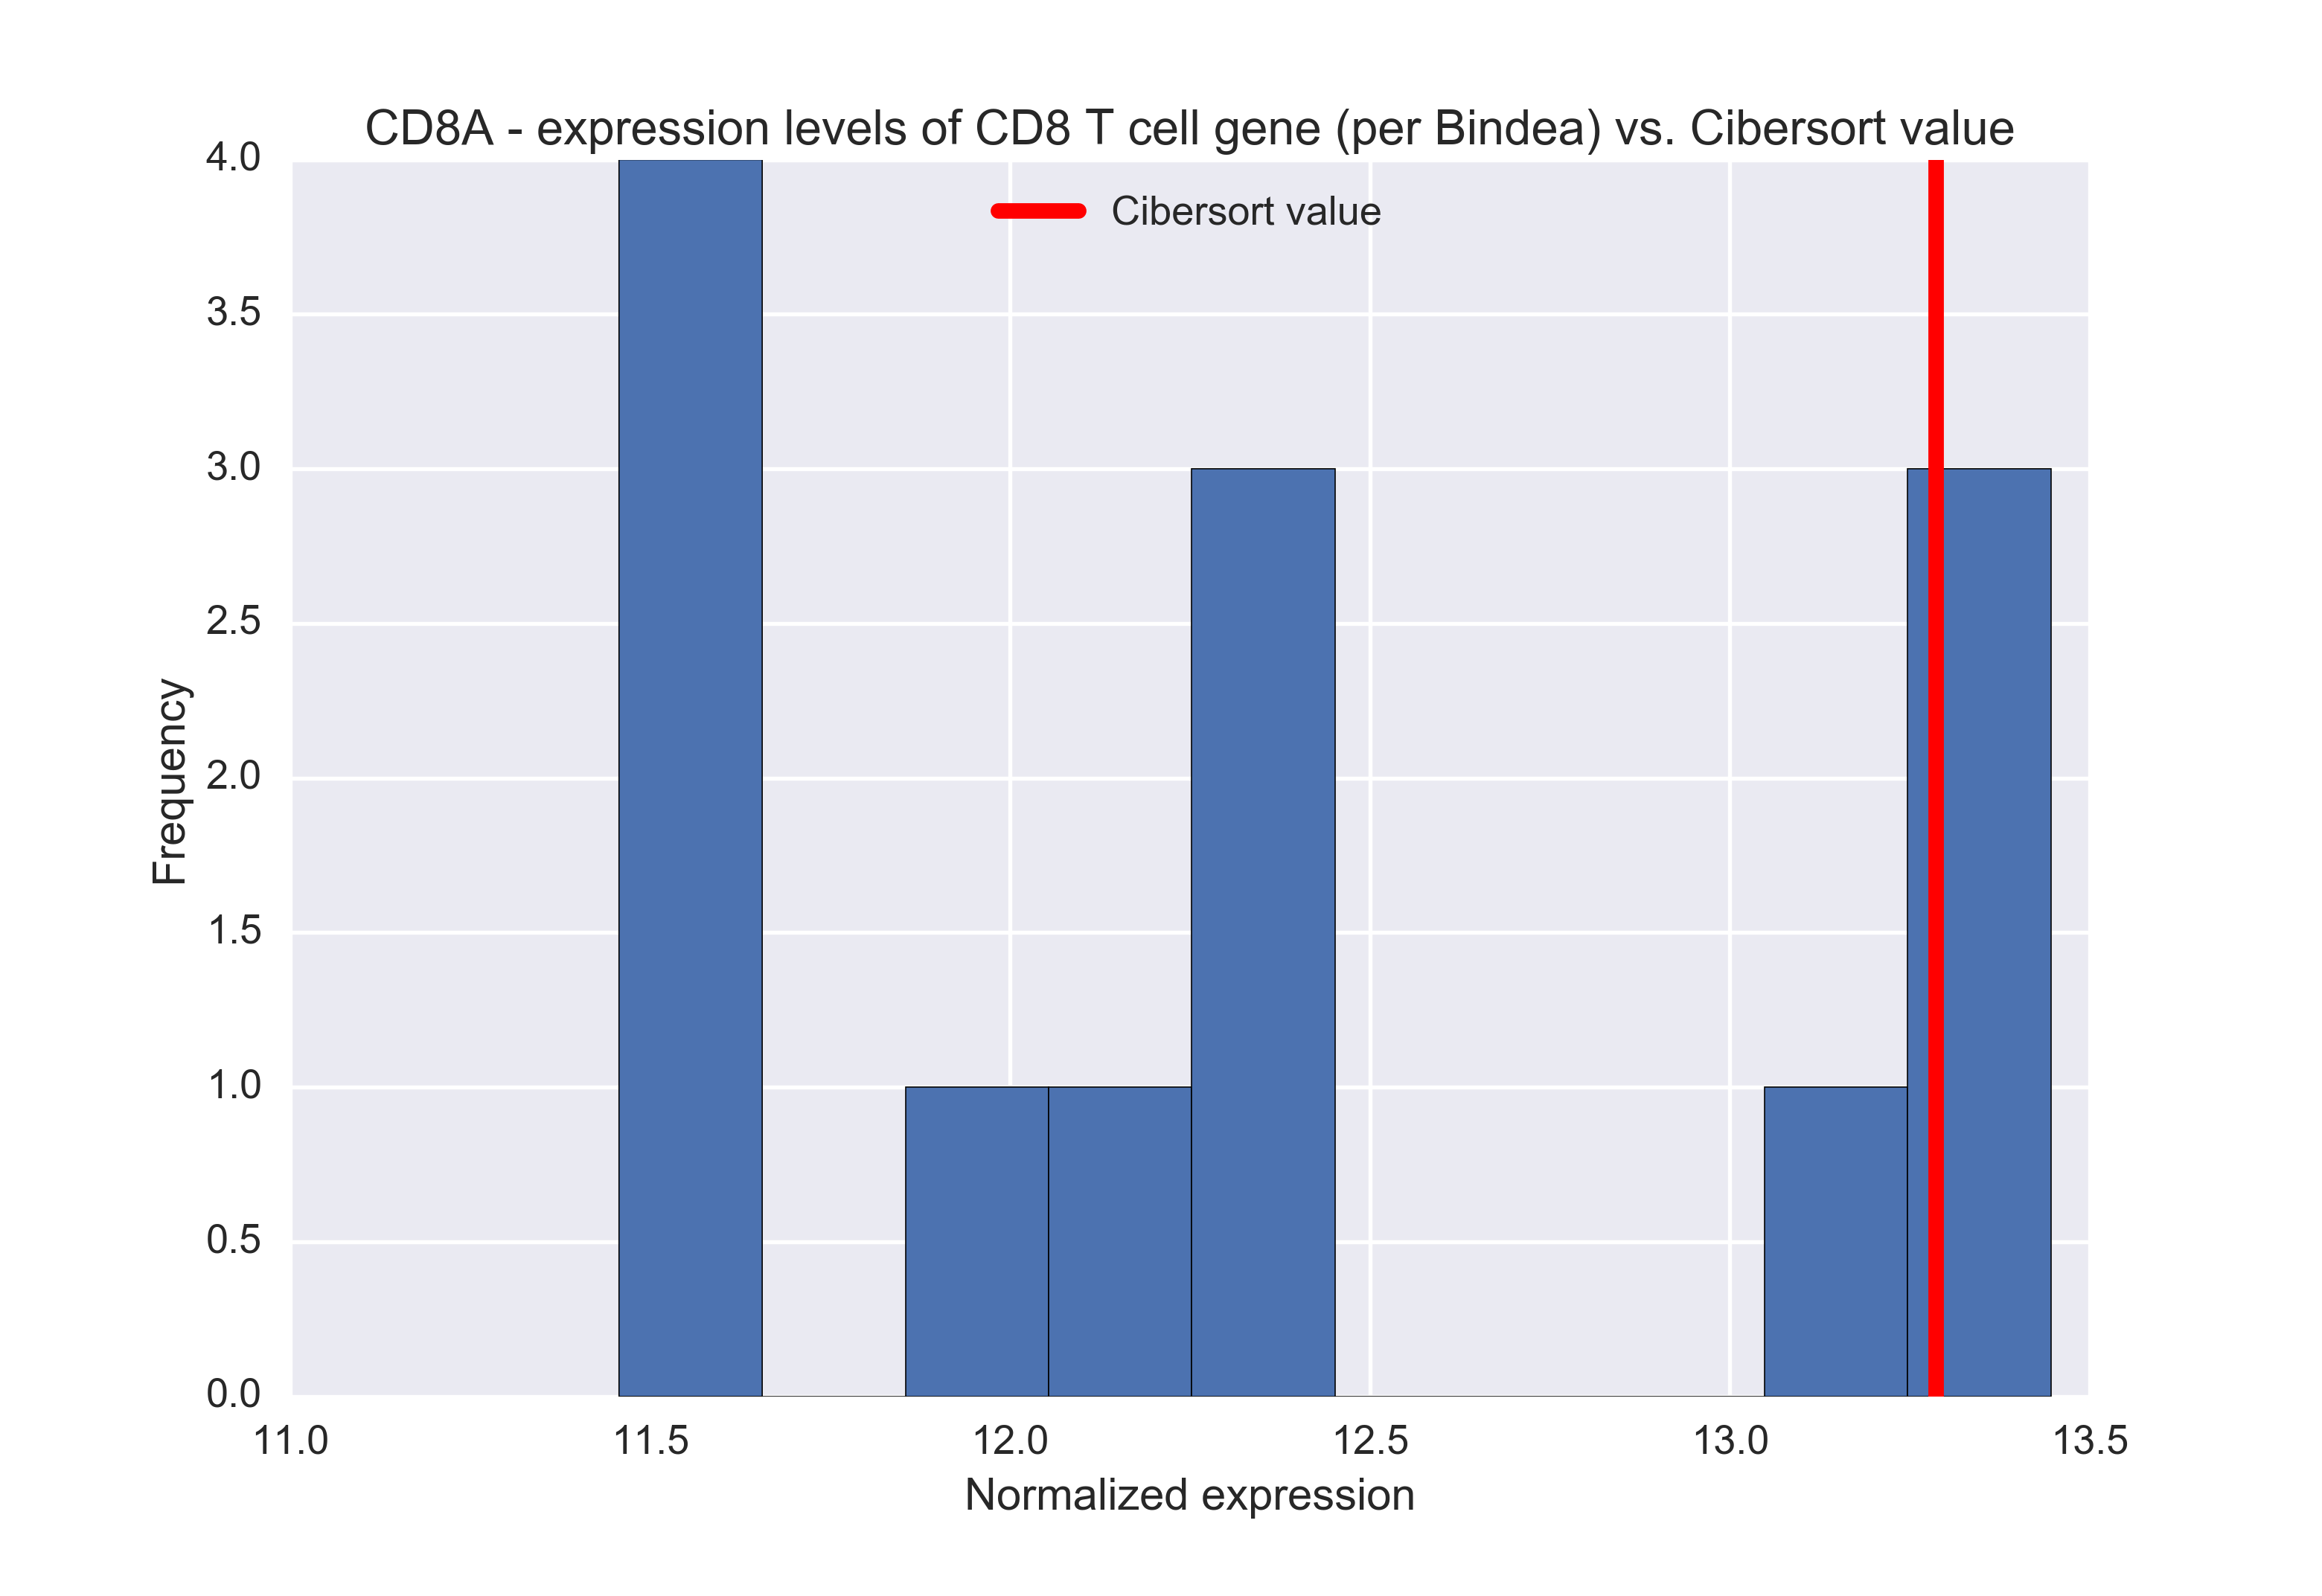 CD8A - expression levels of CD8 T cell gene (per Bindea) vs. Cibersort value
Cibersort value
4.0
3.5
3.0
2.5
2.0
1.5
1.0
0.5
0.0
Frequency
11.0 11.5 12.0 12.5 13.0 13.5
Normalized expression